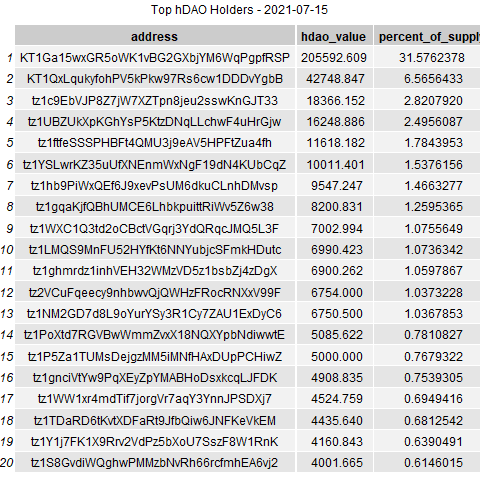 Top hDAO Holders - 2021-07-15
address hdao_value percent_of_supply
1 KT1Ga15wxGR5oWK1vBG2GXbjYM6WqPgpfRSP 205592.609 31.5762378
2 KT1QxLqukyfohPV5kPkw97Rs6cw1DDDvYgbB 42748.847 6.5656433
3 tz1c9EbVJP8Z7jW7XZTpn8jeu2sswKnGJT33 18366.152 2.8207920
4 tz1UBZUkXpKGhYsP5KtzDNqLLchwF4uHrGjw 16248.886 2.4956087
5 tz1ftfeSSSPHBFt4QMU3j9eAV5HPFtZua4fh 11618.182 1.7843953
6 tz1YSLwrKZ35uUfXNEnmWxNgF19dN4KUbCqZ 10011.401 1.5376156
7 tz1hb9PiWxQEf6J9xevPsUM6dkuCLnhDMvsp 9547.247 1.4663277
8 tz1gqaKjfQBhUMCE6LhbkpuittRiWv5Z6w38 8200.831 1.2595365
9 tz1WXC1Q3td2oCBctVGqrj3YdQRqcJMQ5L3F 7002.994 1.0755649
10 tz1LMQS9MnFU52HYfKt6NNYubjcSFmkHDutc 6990.423 1.0736342
11 tz1ghmrdz1inhVEH32WMzVD5z1bsbZj4zDgX 6900.262 1.0597867
12 tz2VCuFqeecy9nhbwvQjQWHzFRocRNXxV99F 6754.000 1.0373228
13 tz1NM2GD7d8L9oYurYSy3R1Cy7ZAU1ExDyC6 6750.500 1.0367853
14 tz1PoXtd7RGVBwWmmZvxX18NQXYpbNdiwwtE 5085.622 0.7810827
15 tz1P5Za1TUMsDejgzMM5iMNfHAxDUpPCHiwZ 5000.000 0.7679322
16 tz1gnciVtYw9PqXEyZpYMABHoDsxkcqLJFDK 4908.835 0.7539305
17 tz1WW1xr4mdTif7jorgVr7aqY3YnnJPSDXj7 4524.759 0.6949416
18 tz1TDaRD6tKvtXDFaRt9JfbQiw6JNFKeVkEM 4435.640 0.6812542
19 tz1Y1j7FK1X9Rrv2VdPz5bXoU7SszF8W1RnK 4160.843 0.6390491
20 tz1S8GvdiWQghwPMMzbNvRh66rcfmhEA6vj2 4001.665 0.6146015